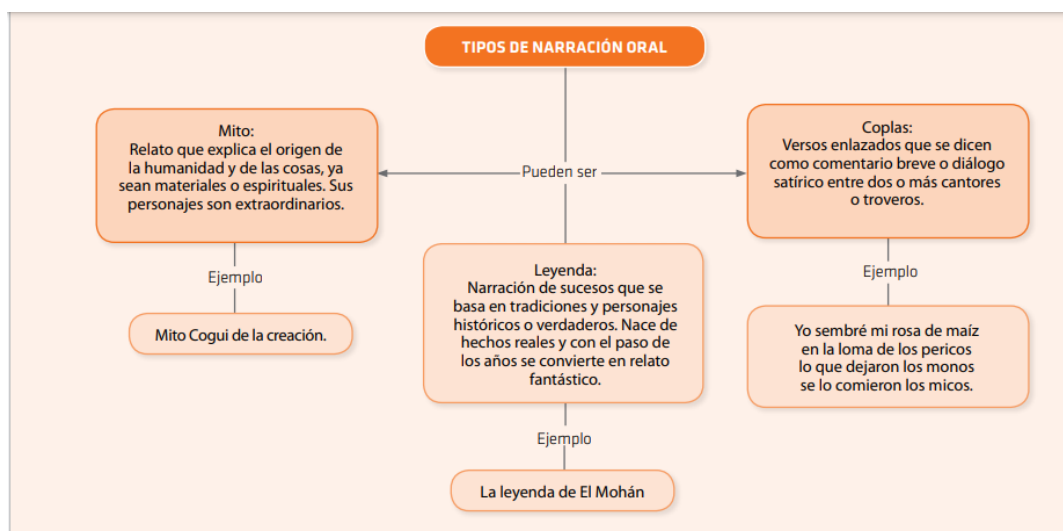 TIPOS DE NARRACIÓN ORAL
Mito:
Relato que explica el origen de
la humanidad y de las cosas, ya
sean materiales o espirituales. Sus
personajes son extraordinarios.
Pueden ser
Coplas:
Versos enlazados que se dicen
como comentario breve o diálogo
satírico entre dos o más cantores
o troveros.
Ejemplo
Mito Cogui de la creación.
Leyenda:
Narración de sucesos que se
basa en tradiciones y personajes
históricos o verdaderos. Nace de
hechos reales y con el paso de
los años se convierte en relato
fantástico.
Ejemplo
Yo sembré mi rosa de maíz
en la loma de los pericos
lo que dejaron los monos
se lo comieron los micos.
Ejemplo
La leyenda de El Mohán